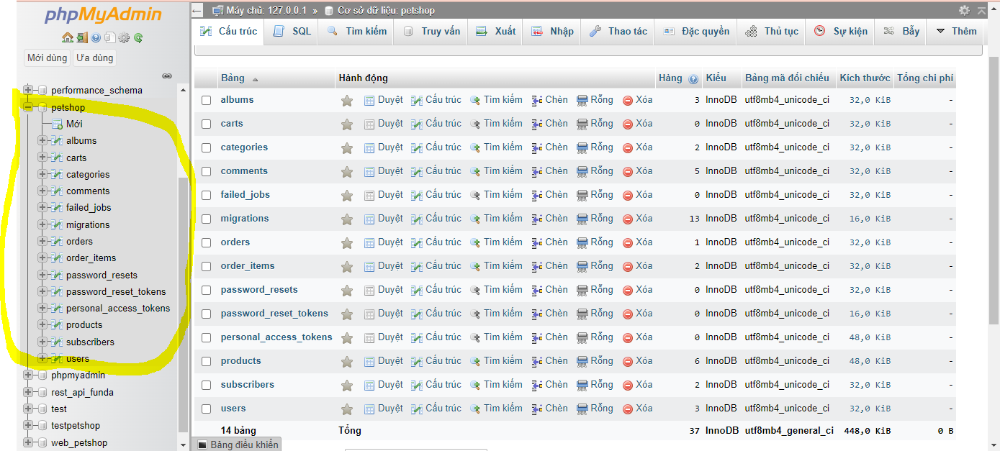 phpMyAdmin
Mới dùng Ưa dùng
performance_schema
petshop
Mới
albums
carts
categories
comments
failed_jobs
migrations
orders
order_items
password_resets
password_reset_tokens
personal_access_tokens
products
subscribers
users
phpmyadmin
rest_api_funda
test
testpetshop
web_petshop
Máy chủ: 127.0.0.1 » Cơ sở dữ liệu: petshop
Cấu trúc SQL Tìm kiếm Truy vấn Xuất Nhập Thao tác Đặc quyền Thủ tục Sự kiện Bẫy Thêm
Bảng Hành động Hàng Kiểu Bảng mã đối chiếu Kích thước Tổng chi phí
albums Duyệt Cấu trúc Tìm kiếm Chèn Rỗng Xóa 3 InnoDB utf8mb4_unicode_ci 32,0 KiB -
carts Duyệt Cấu trúc Tìm kiếm Chèn Rỗng Xóa 0 InnoDB utf8mb4_unicode_ci 32,0 KiB -
categories Duyệt Cấu trúc Tìm kiếm Chèn Rỗng Xóa 2 InnoDB utf8mb4_unicode_ci 32,0 KiB -
comments Duyệt Cấu trúc Tìm kiếm Chèn Rỗng Xóa 5 InnoDB utf8mb4_unicode_ci 32,0 KiB -
failed_jobs Duyệt Cấu trúc Tìm kiếm Chèn Rỗng Xóa 0 InnoDB utf8mb4_unicode_ci 32,0 KiB -
migrations Duyệt Cấu trúc Tìm kiếm Chèn Rỗng Xóa 13 InnoDB utf8mb4_unicode_ci 16,0 KiB -
orders Duyệt Cấu trúc Tìm kiếm Chèn Rỗng Xóa 1 InnoDB utf8mb4_unicode_ci 32,0 KiB -
order_items Duyệt Cấu trúc Tìm kiếm Chèn Rỗng Xóa 2 InnoDB utf8mb4_unicode_ci 32,0 KiB -
password_resets Duyệt Cấu trúc Tìm kiếm Chèn Rỗng Xóa 0 InnoDB utf8mb4_unicode_ci 32,0 KiB -
password_reset_tokens Duyệt Cấu trúc Tìm kiếm Chèn Rỗng Xóa 0 InnoDB utf8mb4_unicode_ci 16,0 KiB -
personal_access_tokens Duyệt Cấu trúc Tìm kiếm Chèn Rỗng Xóa 0 InnoDB utf8mb4_unicode_ci 48,0 KiB -
products Duyệt Cấu trúc Tìm kiếm Chèn Rỗng Xóa 6 InnoDB utf8mb4_unicode_ci 48,0 KiB -
subscribers Duyệt Cấu trúc Tìm kiếm Chèn Rỗng Xóa 2 InnoDB utf8mb4_unicode_ci 32,0 KiB -
users Duyệt Cấu trúc Tìm kiếm Chèn Rỗng Xóa 3 InnoDB utf8mb4_unicode_ci 32,0 KiB -
14 bảng Tổng 37 InnoDB utf8mb4_general_ci 448,0 KiB 0 B
Bảng điều khiển